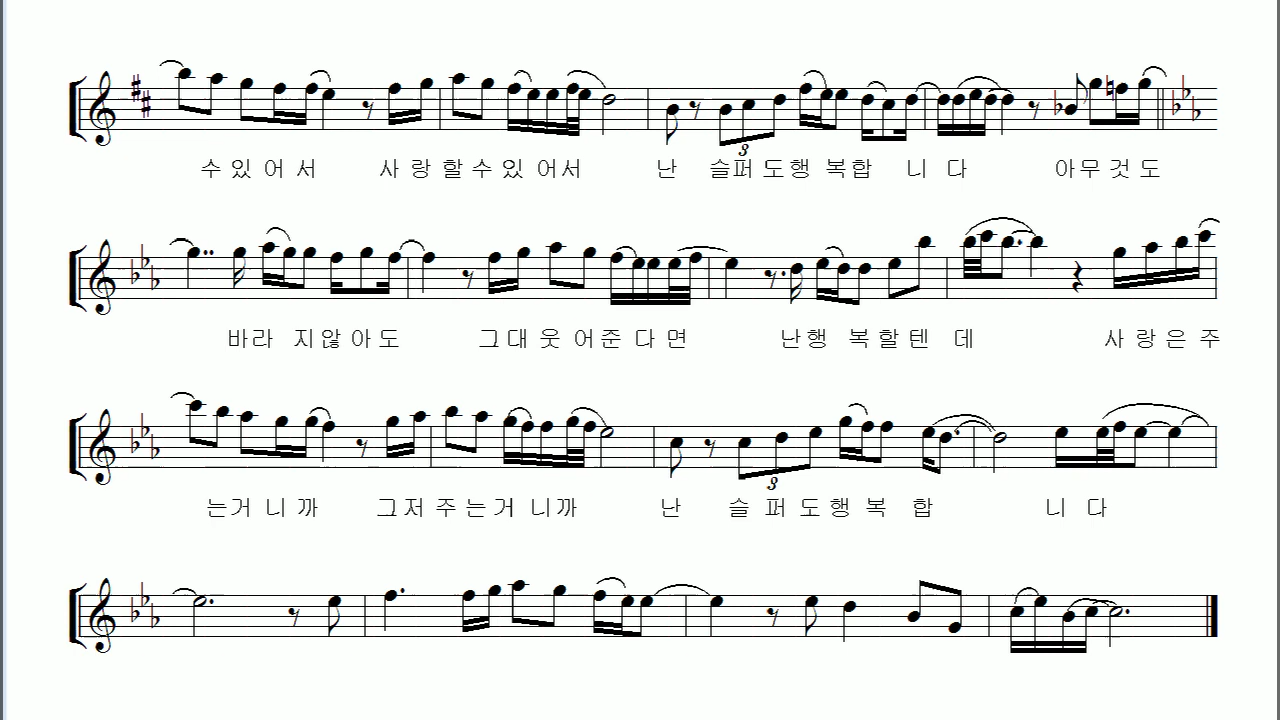 수있어서 사랑할수있어서 난 슬퍼도행복합니다 아무것도
3
바라지않아도 그대웃어준다면 난행복할텐데 사랑은주
는거니까 그저주는거니까 난 슬퍼도행복합니다
3